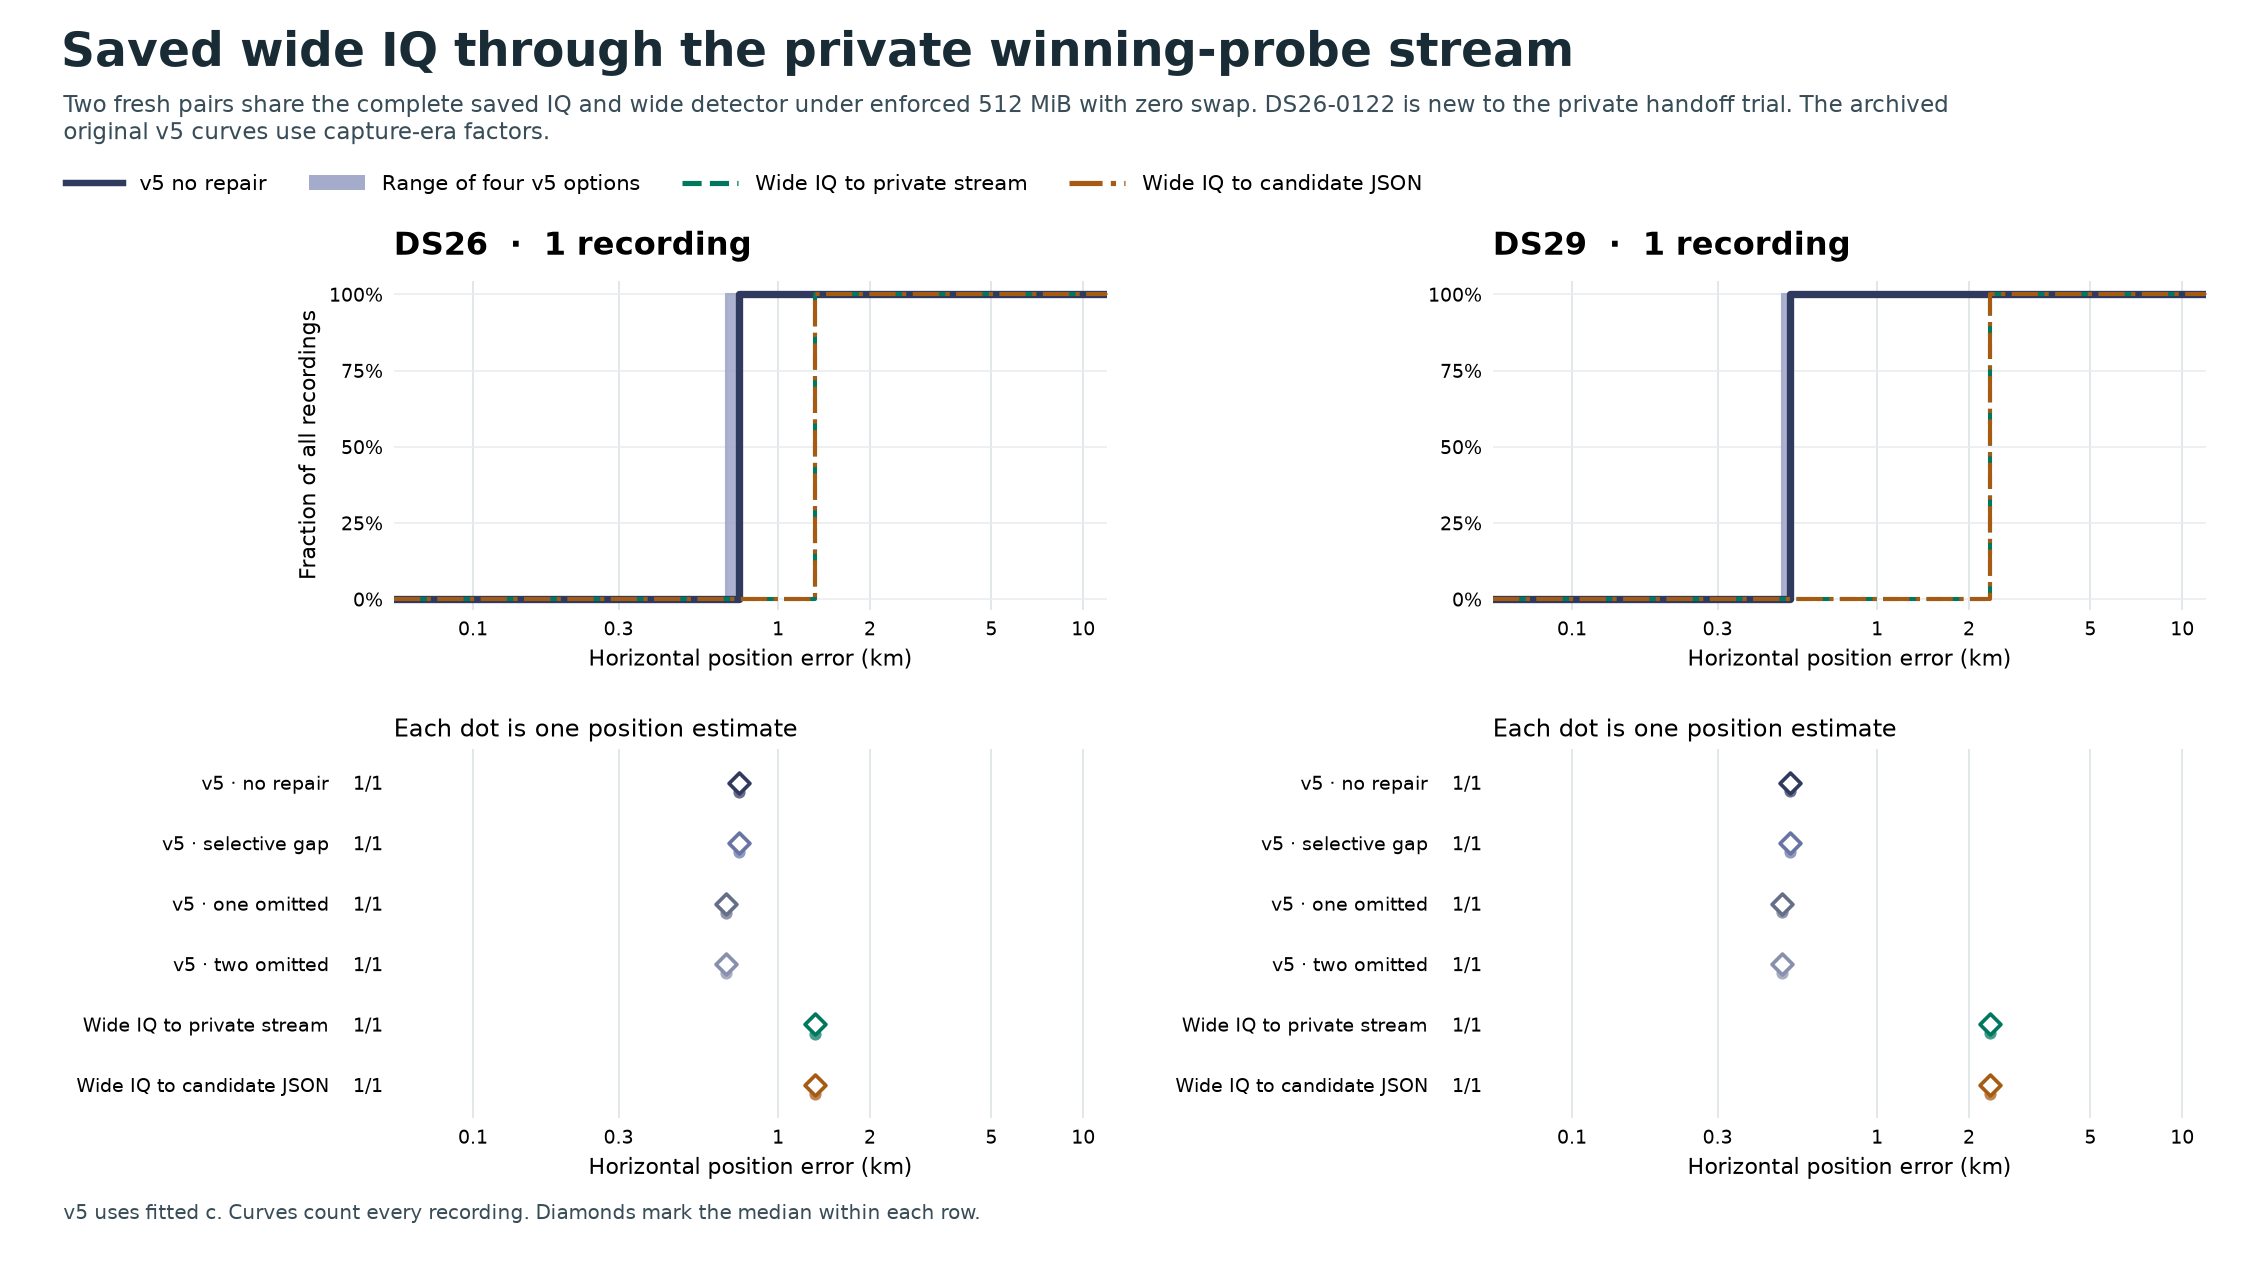 Saved wide IQ through the private winning-probe stream
Two fresh pairs share the complete saved IQ and wide detector under enforced 512 MiB with zero swap. DS26-0122 is new to the private handoff trial. The archived
original v5 curves use capture-era factors.
v5 no repair
Range of four v5 options
Wide IQ to private stream
Wide IQ to candidate JSON
DS26 · 1 recording
Fraction of all recordings
100%
75%
50%
25%
0%
0.1 0.3 1 2 5 10
Horizontal position error (km)
DS29 · 1 recording
100%
75%
50%
25%
0%
0.1 0.3 1 2 5 10
Horizontal position error (km)
Each dot is one position estimate
v5 · no repair 1/1
v5 · selective gap 1/1
v5 · one omitted 1/1
v5 · two omitted 1/1
Wide IQ to private stream 1/1
Wide IQ to candidate JSON 1/1
0.1 0.3 1 2 5 10
Horizontal position error (km)
Each dot is one position estimate
v5 · no repair 1/1
v5 · selective gap 1/1
v5 · one omitted 1/1
v5 · two omitted 1/1
Wide IQ to private stream 1/1
Wide IQ to candidate JSON 1/1
0.1 0.3 1 2 5 10
Horizontal position error (km)
v5 uses fitted c. Curves count every recording. Diamonds mark the median within each row.